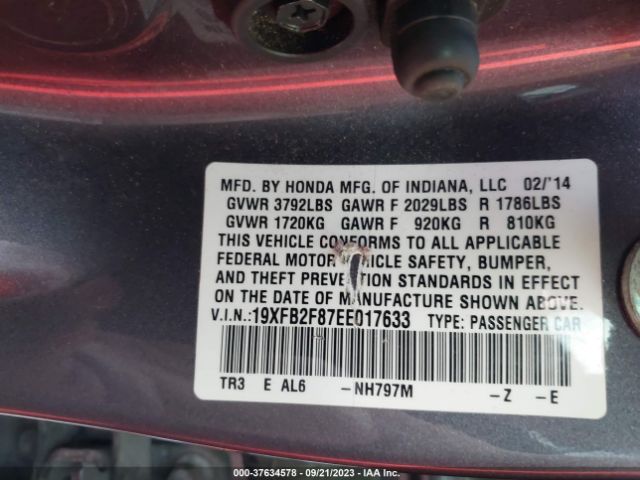 MFD. BY HONDA MFG. OF INDIANA, LLC 02/'14
GVWR 3792LBS GAWR F 2029LBS R 1786LBS
GVWR 1720KG GAWR F 920KG R 810KG
THIS VEHICLE CONFORMS TO ALL APPLICABLE
FEDERAL MOTOR VEHICLE SAFETY, BUMPER,
AND THEFT PREVENTION STANDARDS IN EFFECT
ON THE DATE OF MANUFACTURE SHOWN ABOVE.
V.I.N.:19XFB2F87EE017633 TYPE: PASSENGER CAR
TR3 E AL6 -NH797M -Z -E
000-37634578 - 09/21/2023 - IAA Inc.